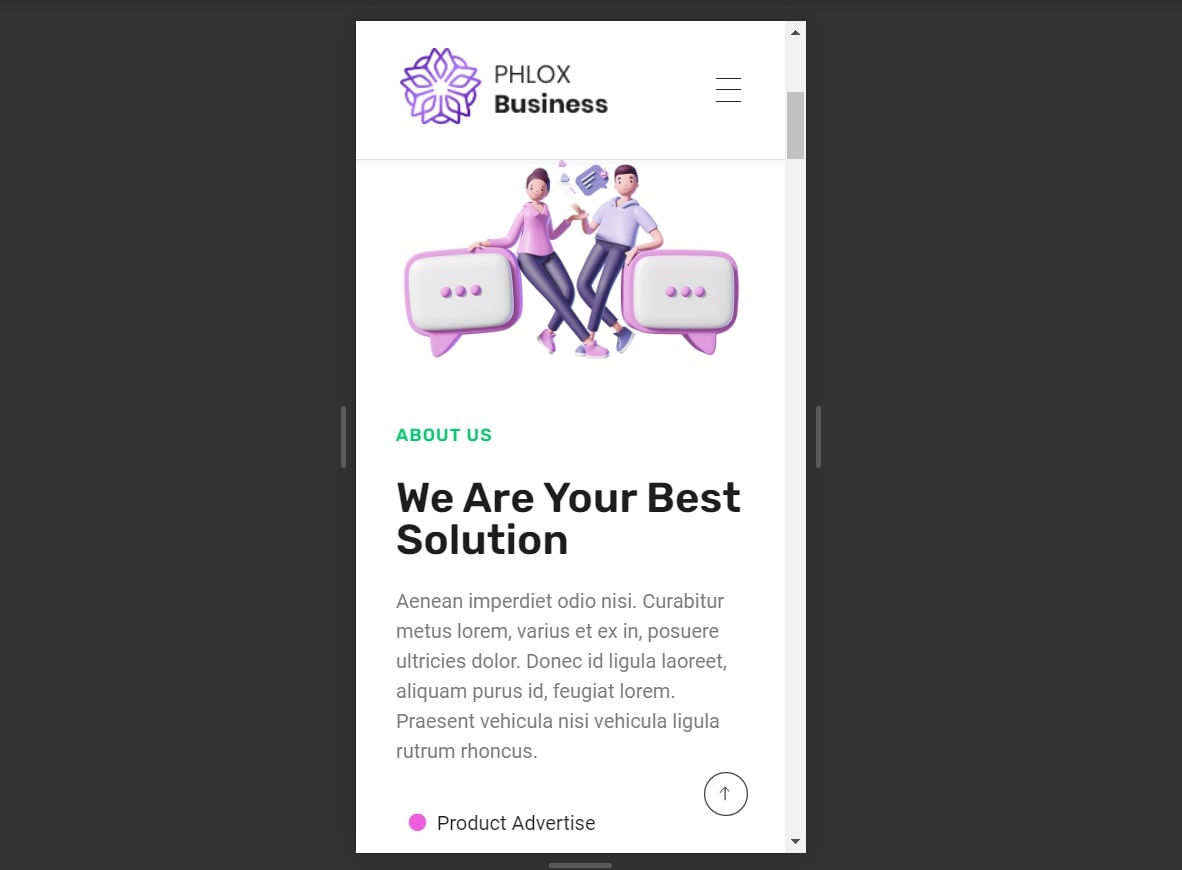 PHLOX
Business
ABOUT US
We Are Your Best
Solution
Aenean imperdiet odio nisi. Curabitur
metus lorem, varius et ex in, posuere
ultricies dolor. Donec id ligula laoreet,
aliquam purus id, feugiat lorem.
Praesent vehicula nisi vehicula ligula
rutrum rhoncus.
Product Advertise